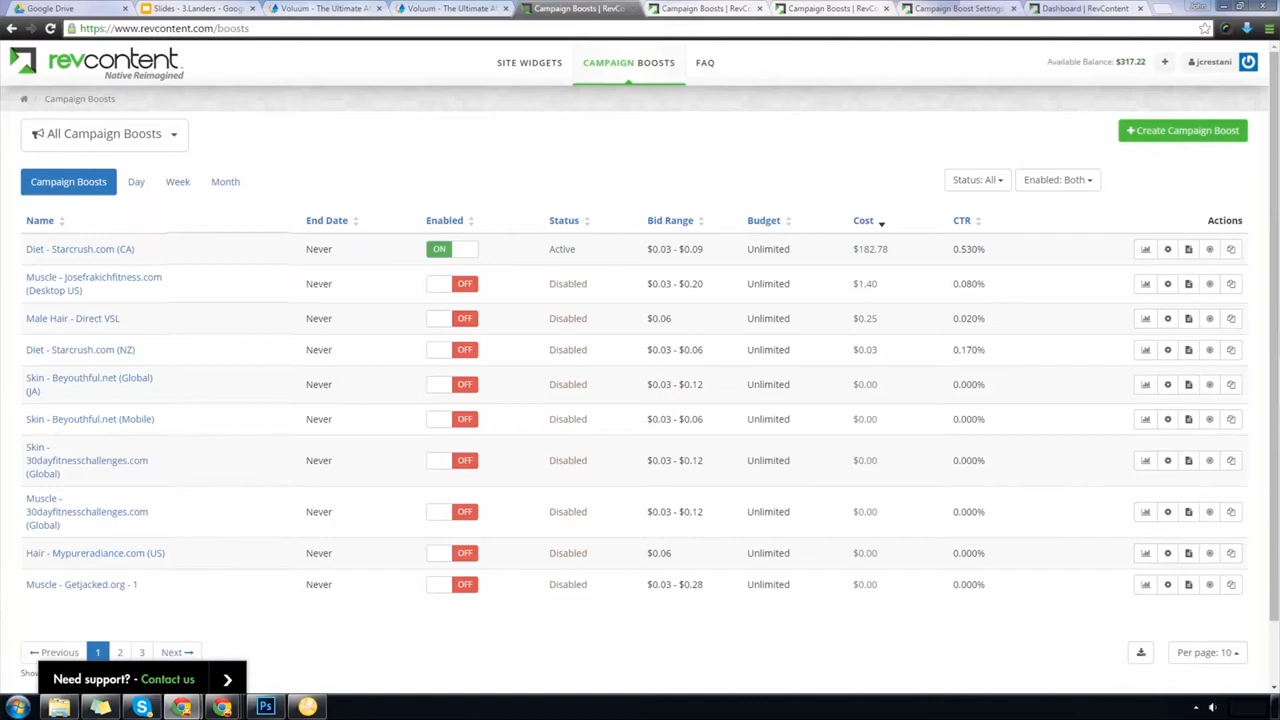 Google Drive
Slides - 3.Landers - Goog
Voluum - The Ultimate A
Voluum - The Ultimate A
Campaign Boosts | RevCo
Campaign Boosts | RevCo
Campaign Boosts | RevCo
Campaign Boost Settings
Dashboard | RevContent
John
https://www.revcontent.com/boosts
revcontent
Native Reimagined
SITE WIDGETS
CAMPAIGN BOOSTS
FAQ
Available Balance: $317.22
+
jcrestani
/ Campaign Boosts
All Campaign Boosts
+ Create Campaign Boost
Campaign Boosts Day Week Month
Status: All
Enabled: Both
Name End Date Enabled Status Bid Range Budget Cost CTR Actions
Diet - Starcrush.com (CA) Never ON Active $0.03 - $0.09 Unlimited $182.78 0.530%
Muscle - Josefrakichfitness.com
(Desktop US) Never OFF Disabled $0.03 - $0.20 Unlimited $1.40 0.080%
Male Hair - Direct VSL Never OFF Disabled $0.06 Unlimited $0.25 0.020%
Diet - Starcrush.com (NZ) Never OFF Disabled $0.03 - $0.06 Unlimited $0.03 0.170%
Skin - Beyouthful.net (Global)
(JA) Never OFF Disabled $0.03 - $0.12 Unlimited $0.00 0.000%
Skin - Beyouthful.net (Mobile) Never OFF Disabled $0.03 - $0.06 Unlimited $0.00 0.000%
Skin -
30dayfitnesschallenges.com Never OFF Disabled $0.03 - $0.12 Unlimited $0.00 0.000%
(Global)
Muscle -
30dayfitnesschallenges.com Never OFF Disabled $0.03 - $0.12 Unlimited $0.00 0.000%
(Global)
Hair - Mypureradiance.com (US) Never OFF Disabled $0.06 Unlimited $0.00 0.000%
Muscle - Getjacked.org - 1 Never OFF Disabled $0.03 - $0.28 Unlimited $0.00 0.000%
← Previous 1 2 3 Next →
Per page: 10
Need support? - Contact us
Ps